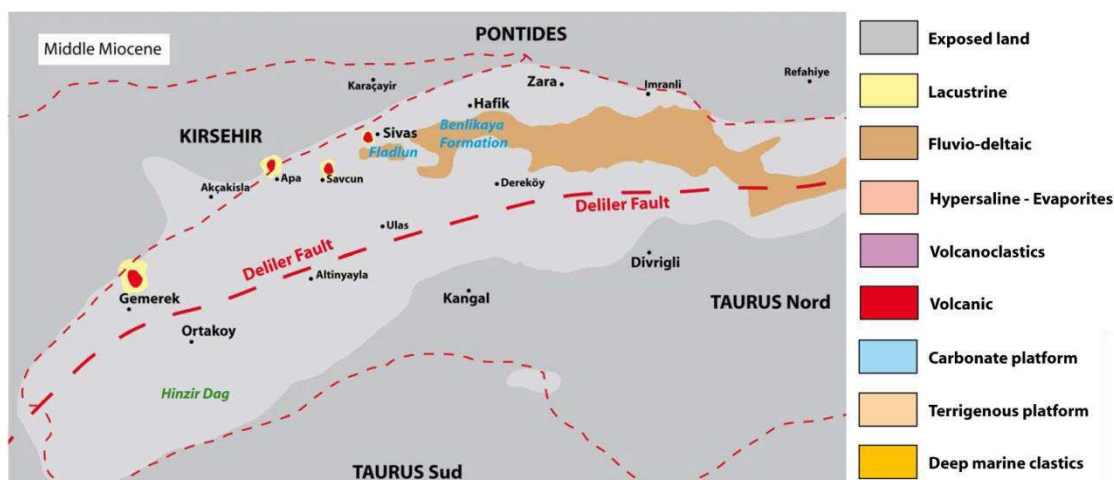 Middle Miocene
PONTIDES
Karaçayir
Zara
Imranli
Refahiye
Hafik
KIRSEHIR
Sivas
Benlikaya
Formation
Fladlun
Akçakisla
Apa
Savcun
Dereköy
Deliler Fault
Ulas
Deliler Fault
Altinyayla
Divrigli
Gemerek
Kangal
TAURUS Nord
Ortakoy
Hinzir Dag
TAURUS Sud
Exposed land
Lacustrine
Fluvio-deltaic
Hypersaline - Evaporites
Volcanoclastics
Volcanic
Carbonate platform
Terrigenous platform
Deep marine clastics